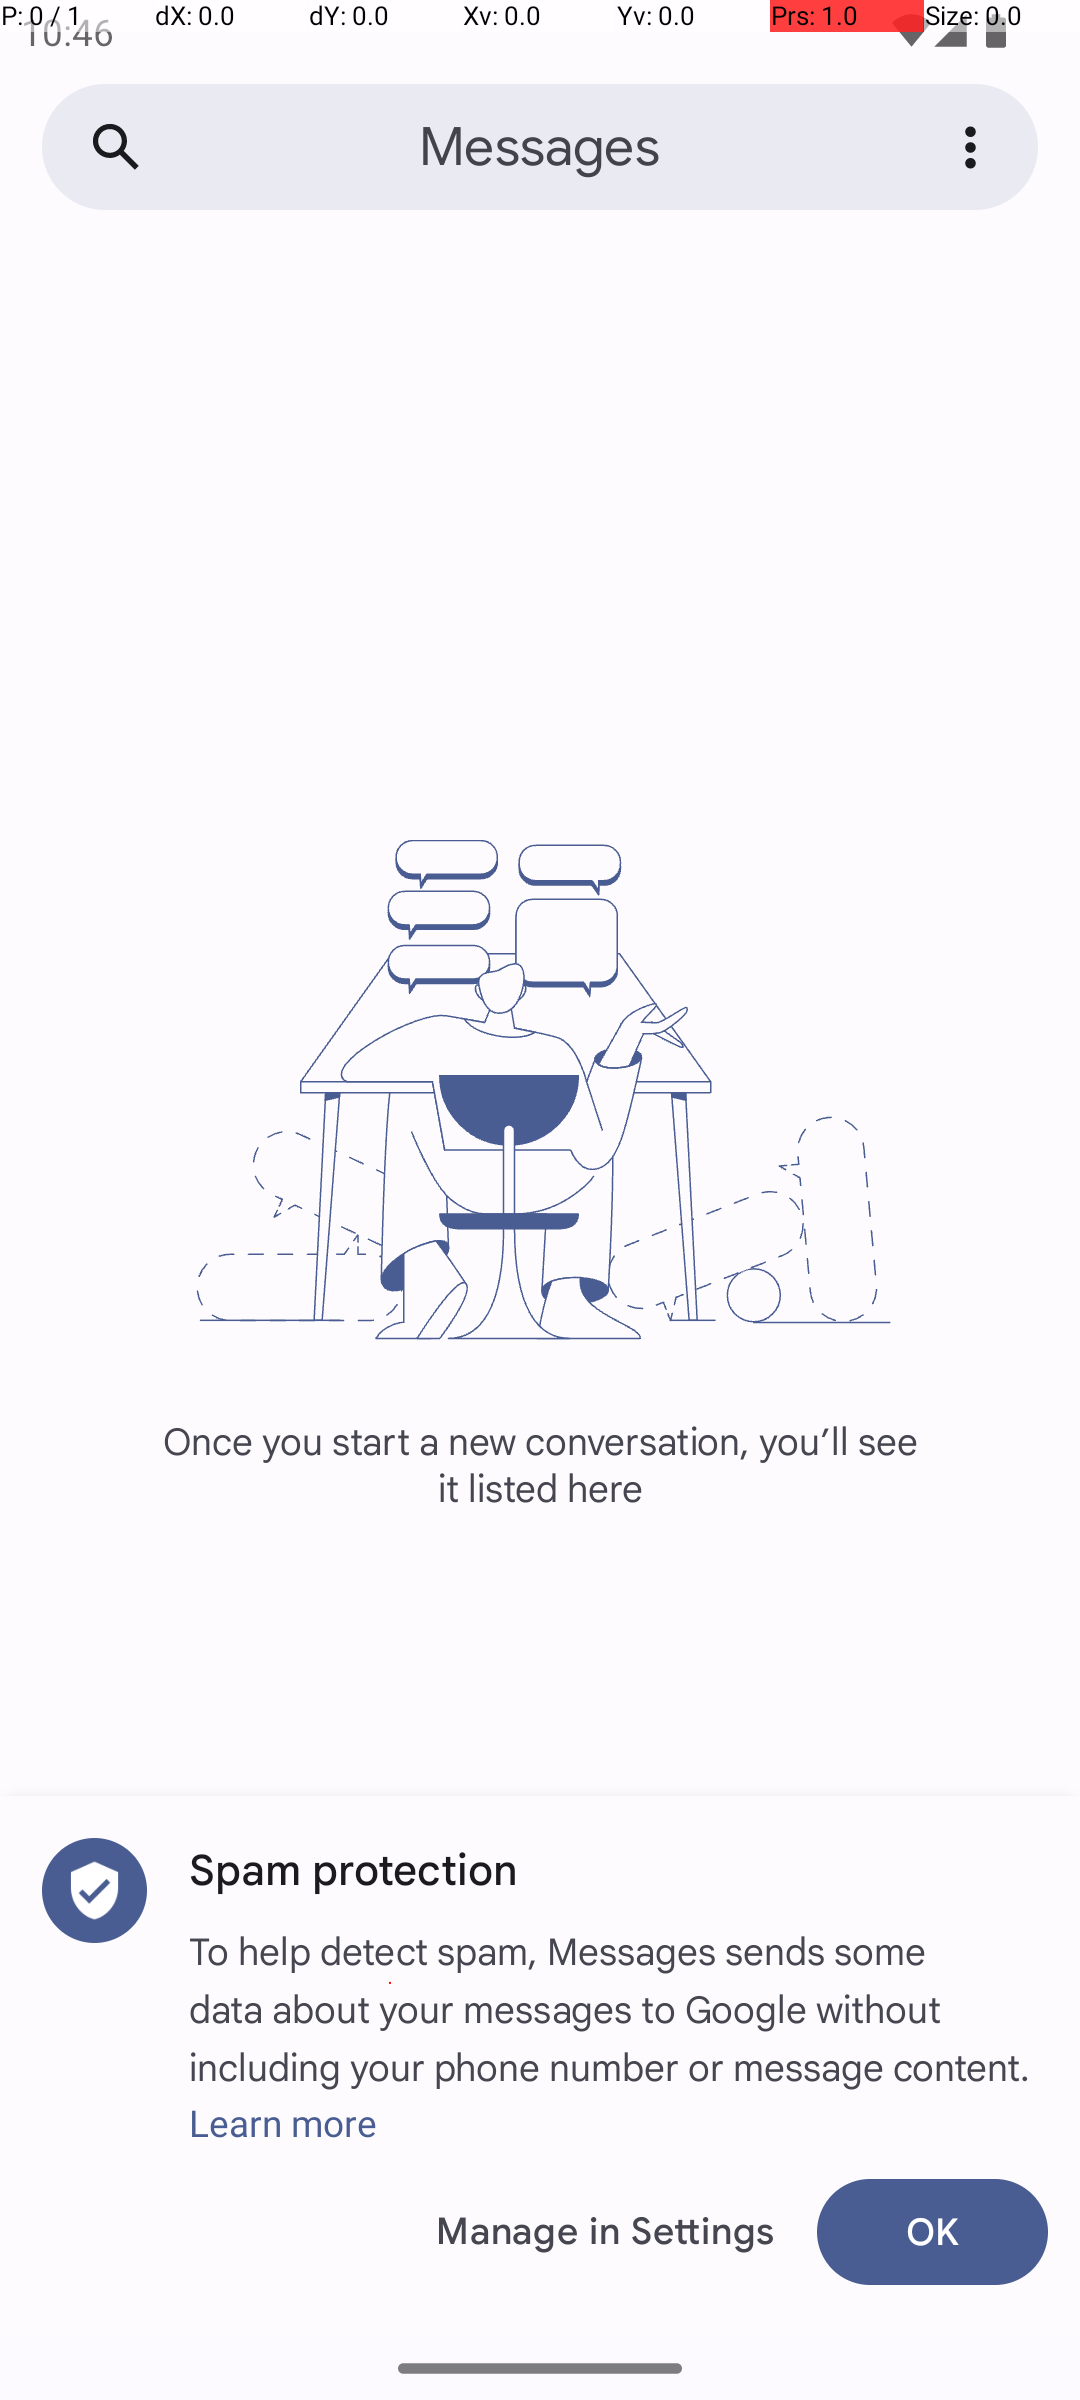 P: 0 / 1 dX: 0.0 dY: 0.0 Xv: 0.0 Yv: 0.0 Prs: 1.0 Size: 0.0
10:46
Messages
Once you start a new conversation, you’ll see
it listed here
Spam protection
To help detect spam, Messages sends some
data about your messages to Google without
including your phone number or message content.
Learn more
Manage in Settings
OK